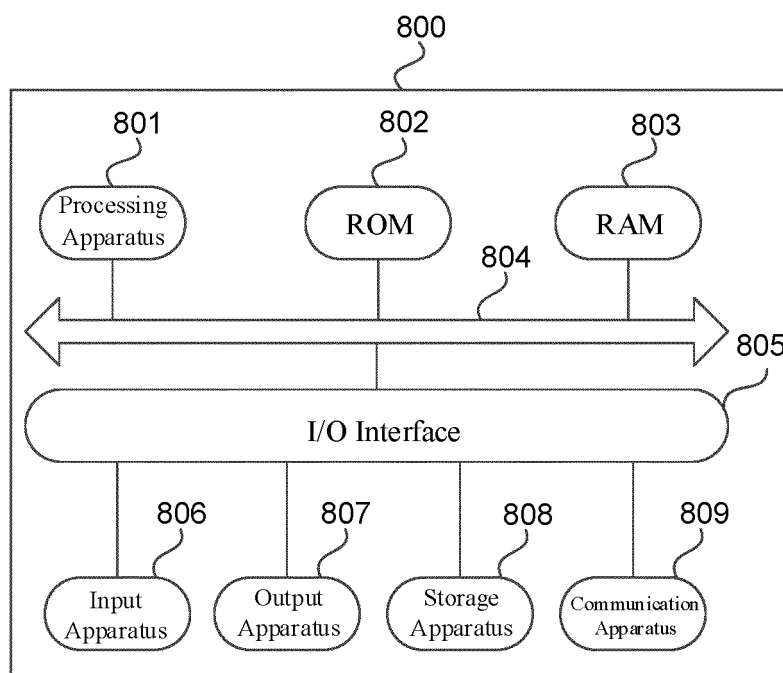 800
801
802
803
Processing
Apparatus
ROM
RAM
804
805
I/O Interface
806
807
808
809
Input
Apparatus
Output
Apparatus
Storage
Apparatus
Communication
Apparatus